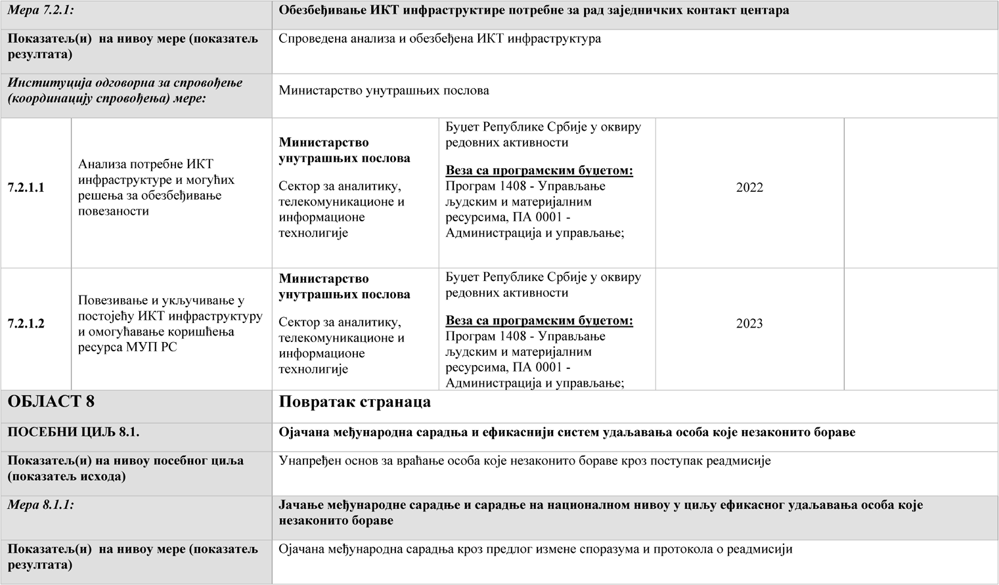 Мера 7.2.1:
Обезбеђивање ИКТ инфраструктире потребне за рад заједничких контакт центара
Показатељ(и) на нивоу мере (показатељ
резултата)
Спроведена анализа и обезбеђена ИКТ инфраструктура
Институција одговорна за спровођење
(координацију спровођења) мере:
Министарство унутрашњих послова
7.2.1.1
Анализа потребне ИКТ
инфраструктуре и могућих
решења за обезбеђивање
повезаности
Министарство
унутрашњих послова
Сектор за аналитику,
телекомуникационе и
информационе
технолигије
Буџет Републике Србије у оквиру
редовних активности
Веза са програмским буџетом:
Програм 1408 - Управљање
људским и материјалним
ресурсима, ПА 0001 -
Администрација и управљање;
2022
7.2.1.2
Повезивање и укључивање у
постојећу ИКТ инфраструктуру
и омогућавање коришћења
ресурса МУП РС
Министарство
унутрашњих послова
Сектор за аналитику,
телекомуникационе и
информационе
технолигије
Буџет Републике Србије у оквиру
редовних активности
Веза са програмским буџетом:
Програм 1408 - Управљање
људским и материјалним
ресурсима, ПА 0001 -
Администрација и управљање;
2023
ОБЛАСТ 8
Повратак странаца
ПОСЕБНИ ЦИЉ 8.1.
Ојачана међународна сарадња и ефикаснији систем удаљавања особа које незаконито бораве
Показатељ(и) на нивоу посебног циља
(показатељ исхода)
Унапређен основ за враћање особа које незаконито бораве кроз поступак реадмисије
Мера 8.1.1:
Јачање међународне сарадње и сарадње на националном нивоу у циљу ефикасног удаљавања особа које
незаконито бораве
Показатељ(и) на нивоу мере (показатељ
резултата)
Ојачана међународна сарадња кроз предлог измене споразума и протокола о реадмисији